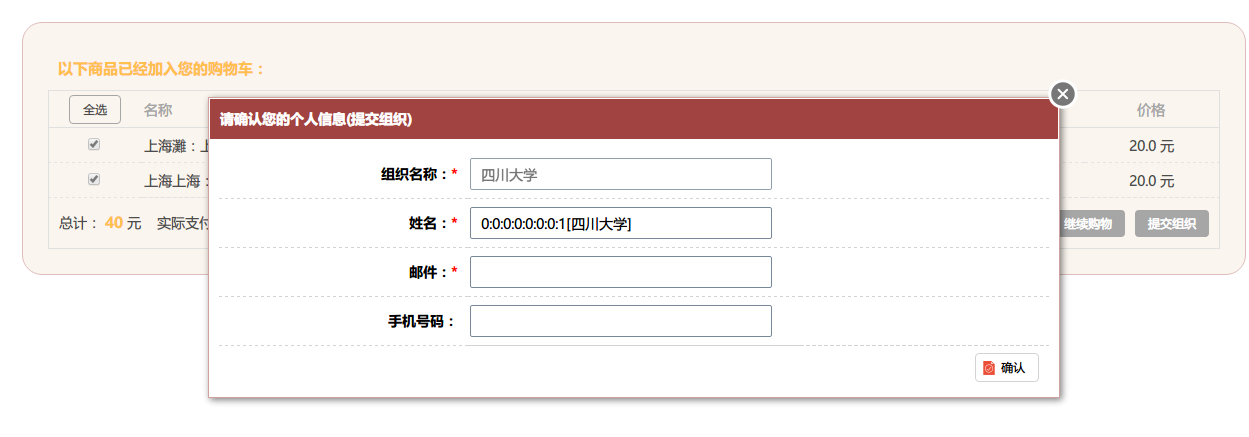 以下商品已经加入您的购物车：
全选 名称 价格
请确认您的个人信息(提交组织)
上海灘：上 20.0 元
组织名称：* 四川大学
上海上海： 20.0 元
总计： 40 元 实际支付 继续购物 提交组织
姓名：* 0:0:0:0:0:0:0:1[四川大学]
邮件：*
手机号码：
确认